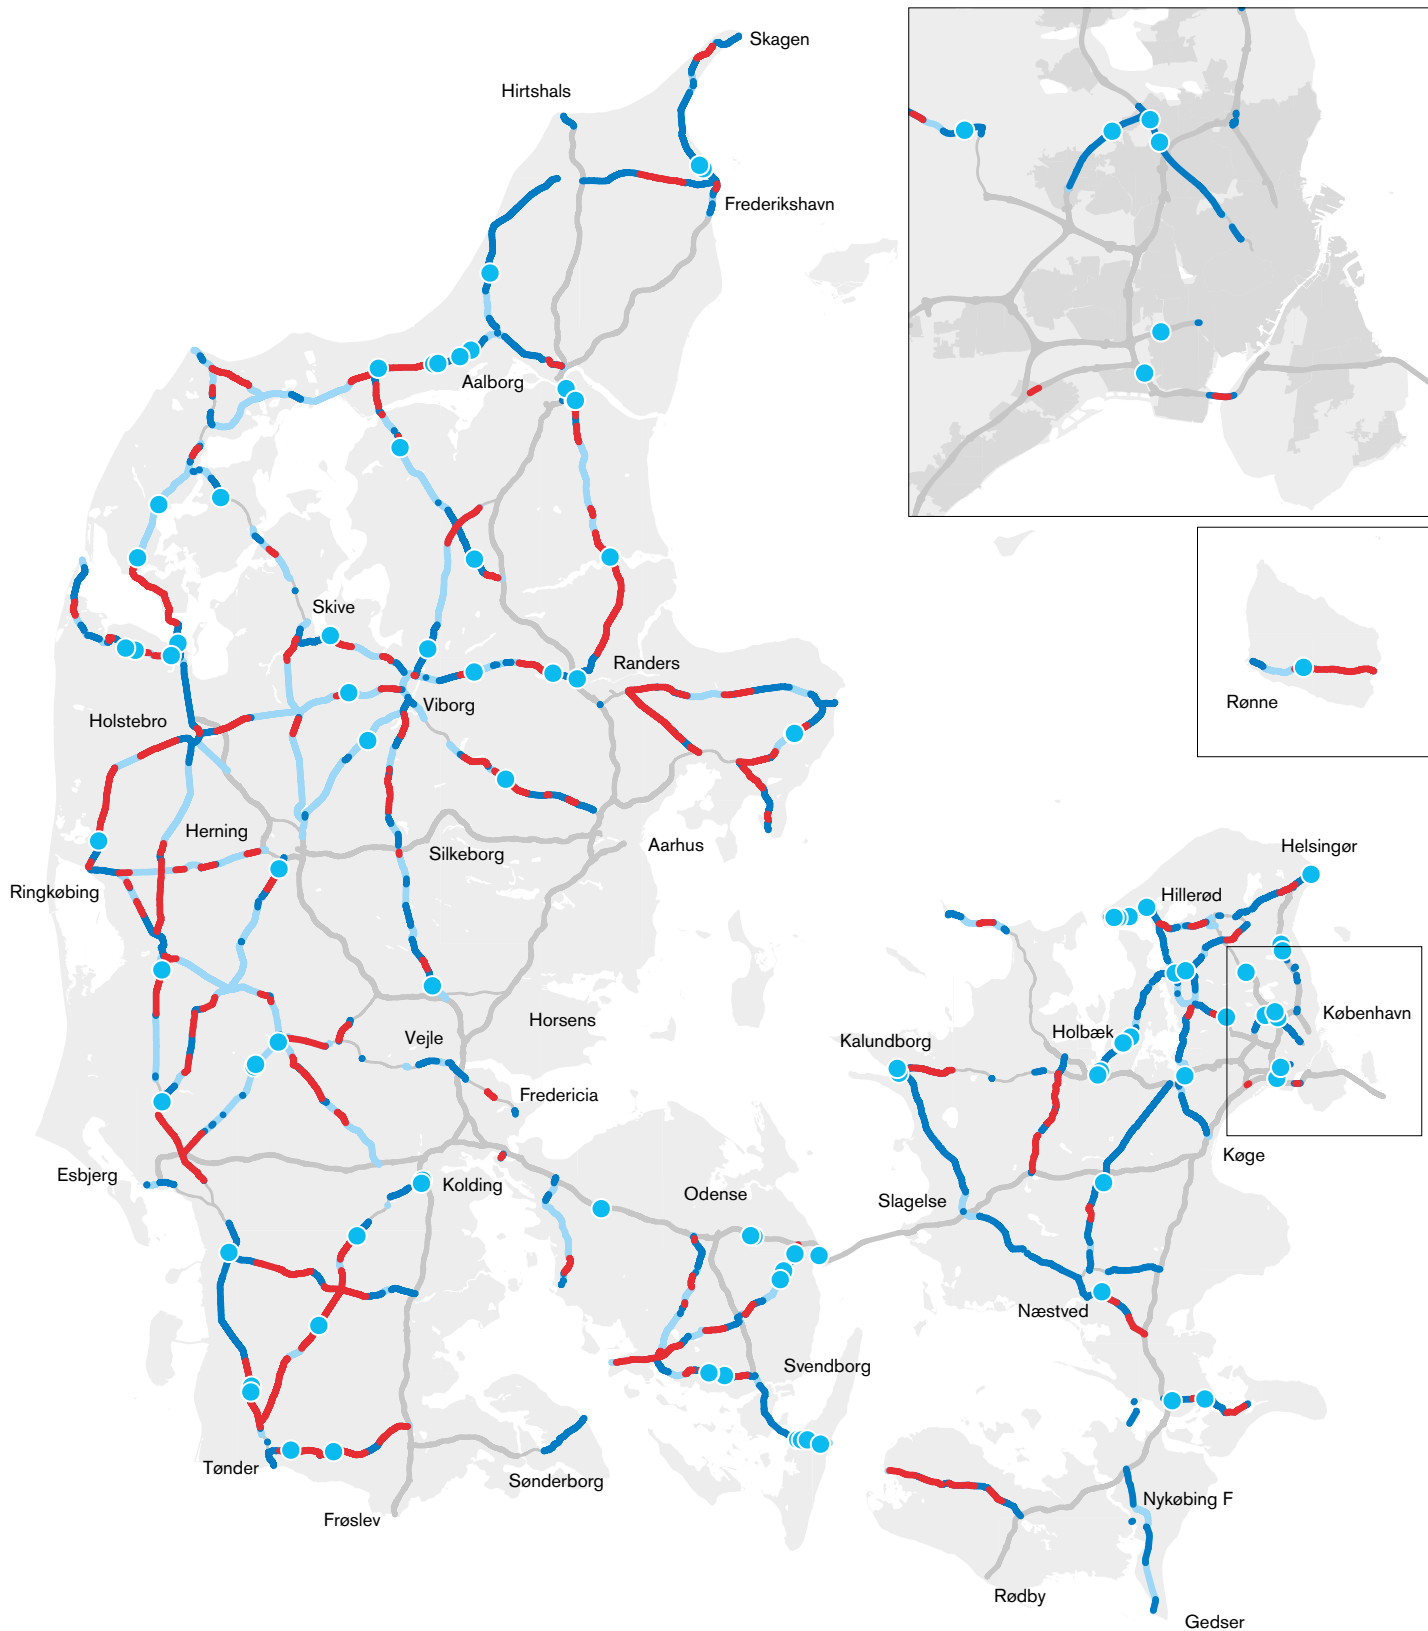 Skagen
Hirtshals
Frederikshavn
Aalborg
Skive
Randers
Rønne
Viborg
Holstebro
Herning
Silkeborg
Aarhus
Helsingør
Ringkøbing
Hillerød
Horsens
København
Vejle
Holbæk
Kalundborg
Fredericia
Køge
Esbjerg
Kolding
Odense
Slagelse
Næstved
Svendborg
Tønder
Sønderborg
Nykøbing F
Frøslev
Rødby
Gedser